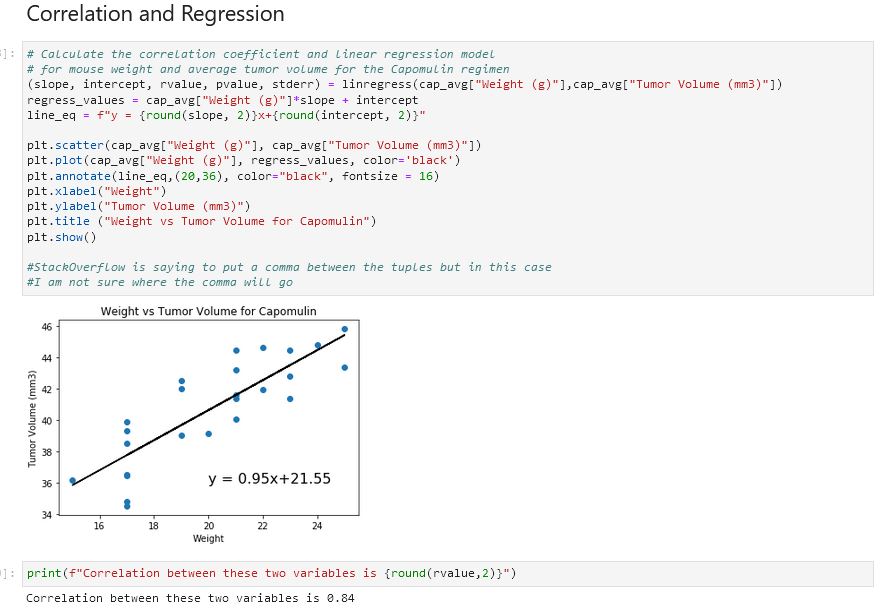 Correlation and Regression
]:
# Calculate the correlation coefficient and linear regression model
# for mouse weight and average tumor volume for the Capomulin regimen
(slope, intercept, rvalue, pvalue, stderr) = linregress(cap_avg["Weight (g)"],cap_avg["Tumor Volume (mm3)"])
regress_values = cap_avg["Weight (g)"]*slope + intercept
line_eq = f"y = {round(slope, 2)}x+{round(intercept, 2)}"
plt.scatter(cap_avg["Weight (g)"], cap_avg["Tumor Volume (mm3)"])
plt.plot(cap_avg["Weight (g)"], regress_values, color='black')
plt.annotate(line_eq,(20,36), color="black", fontsize = 16)
plt.xlabel("Weight")
plt.ylabel("Tumor Volume (mm3)")
plt.title ("Weight vs Tumor Volume for Capomulin")
plt.show()
#StackOverflow is saying to put a comma between the tuples but in this case
#I am not sure where the comma will go
Weight vs Tumor Volume for Capomulin
Tumor Volume (mm3)
46
44
42
40
38
36
34
y = 0.95x+21.55
16 18 20 22 24
Weight
]:
print(f"Correlation between these two variables is {round(rvalue,2)}")
Correlation between these two variables is 0.84